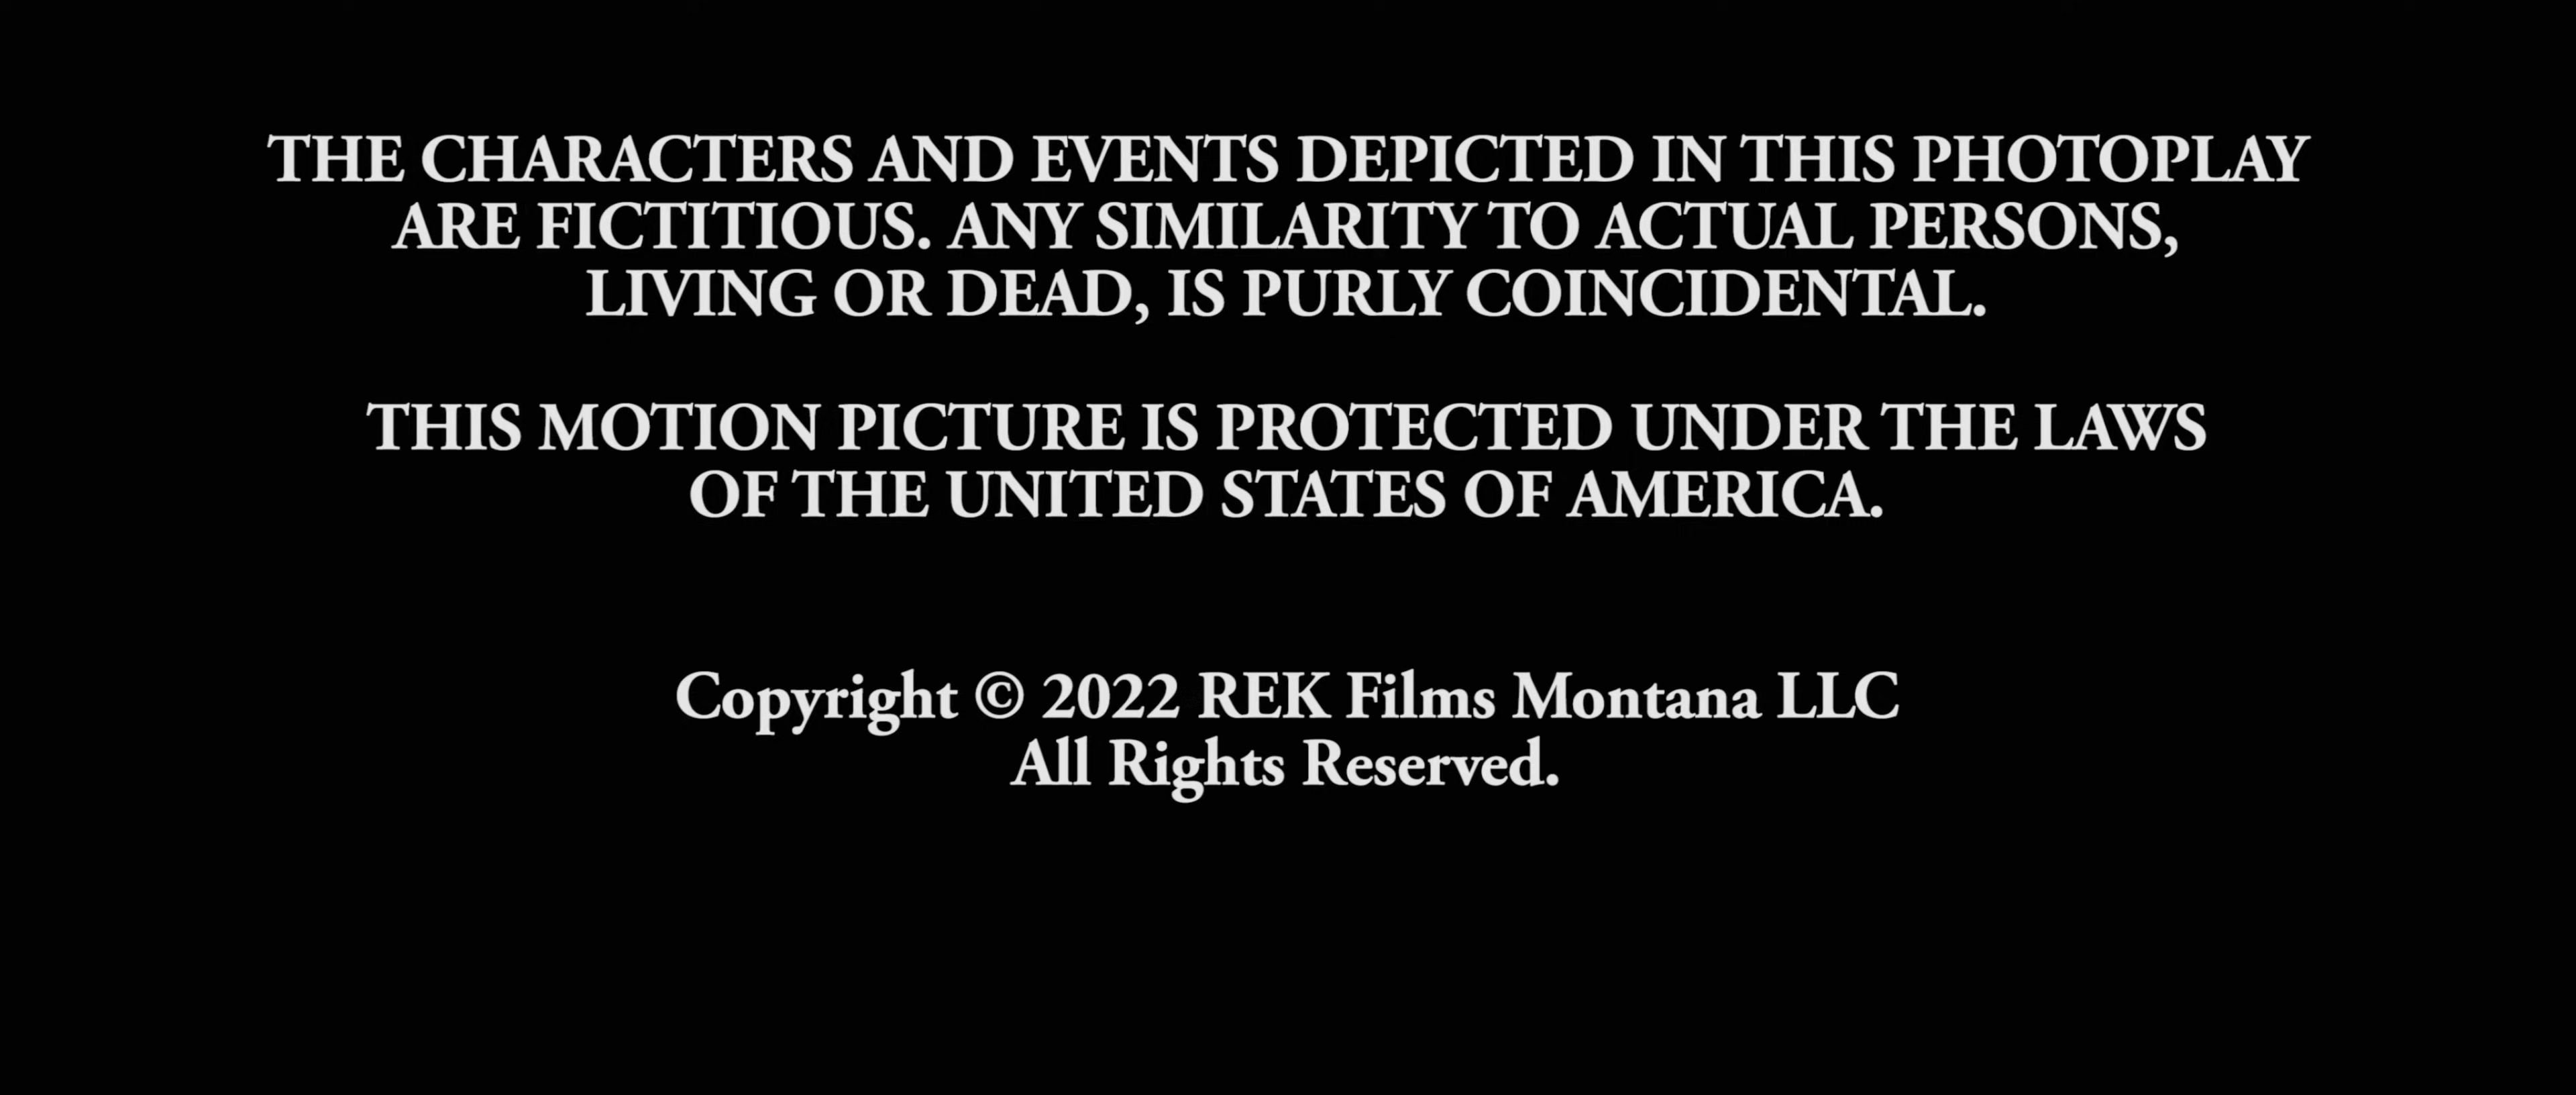 THE CHARACTERS AND EVENTS DEPICTED IN THIS PHOTOPLAY
ARE FICTITIOUS. ANY SIMILARITY TO ACTUAL PERSONS,
LIVING OR DEAD, IS PURLY COINCIDENTAL.
THIS MOTION PICTURE IS PROTECTED UNDER THE LAWS
OF THE UNITED STATES OF AMERICA.
Copyright © 2022 REK Films Montana LLC
All Rights Reserved.